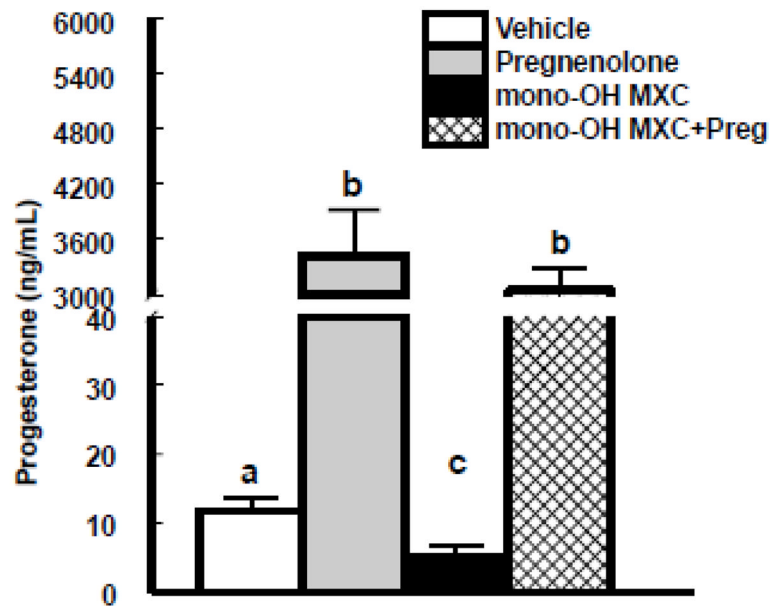 6000
5400
4800
4200
3600
3000
40
30
20
10
0
Progesterone (ng/mL)
Vehicle
Pregnenolone
mono-OH MXC
mono-OH MXC+Preg
a
b
c
b